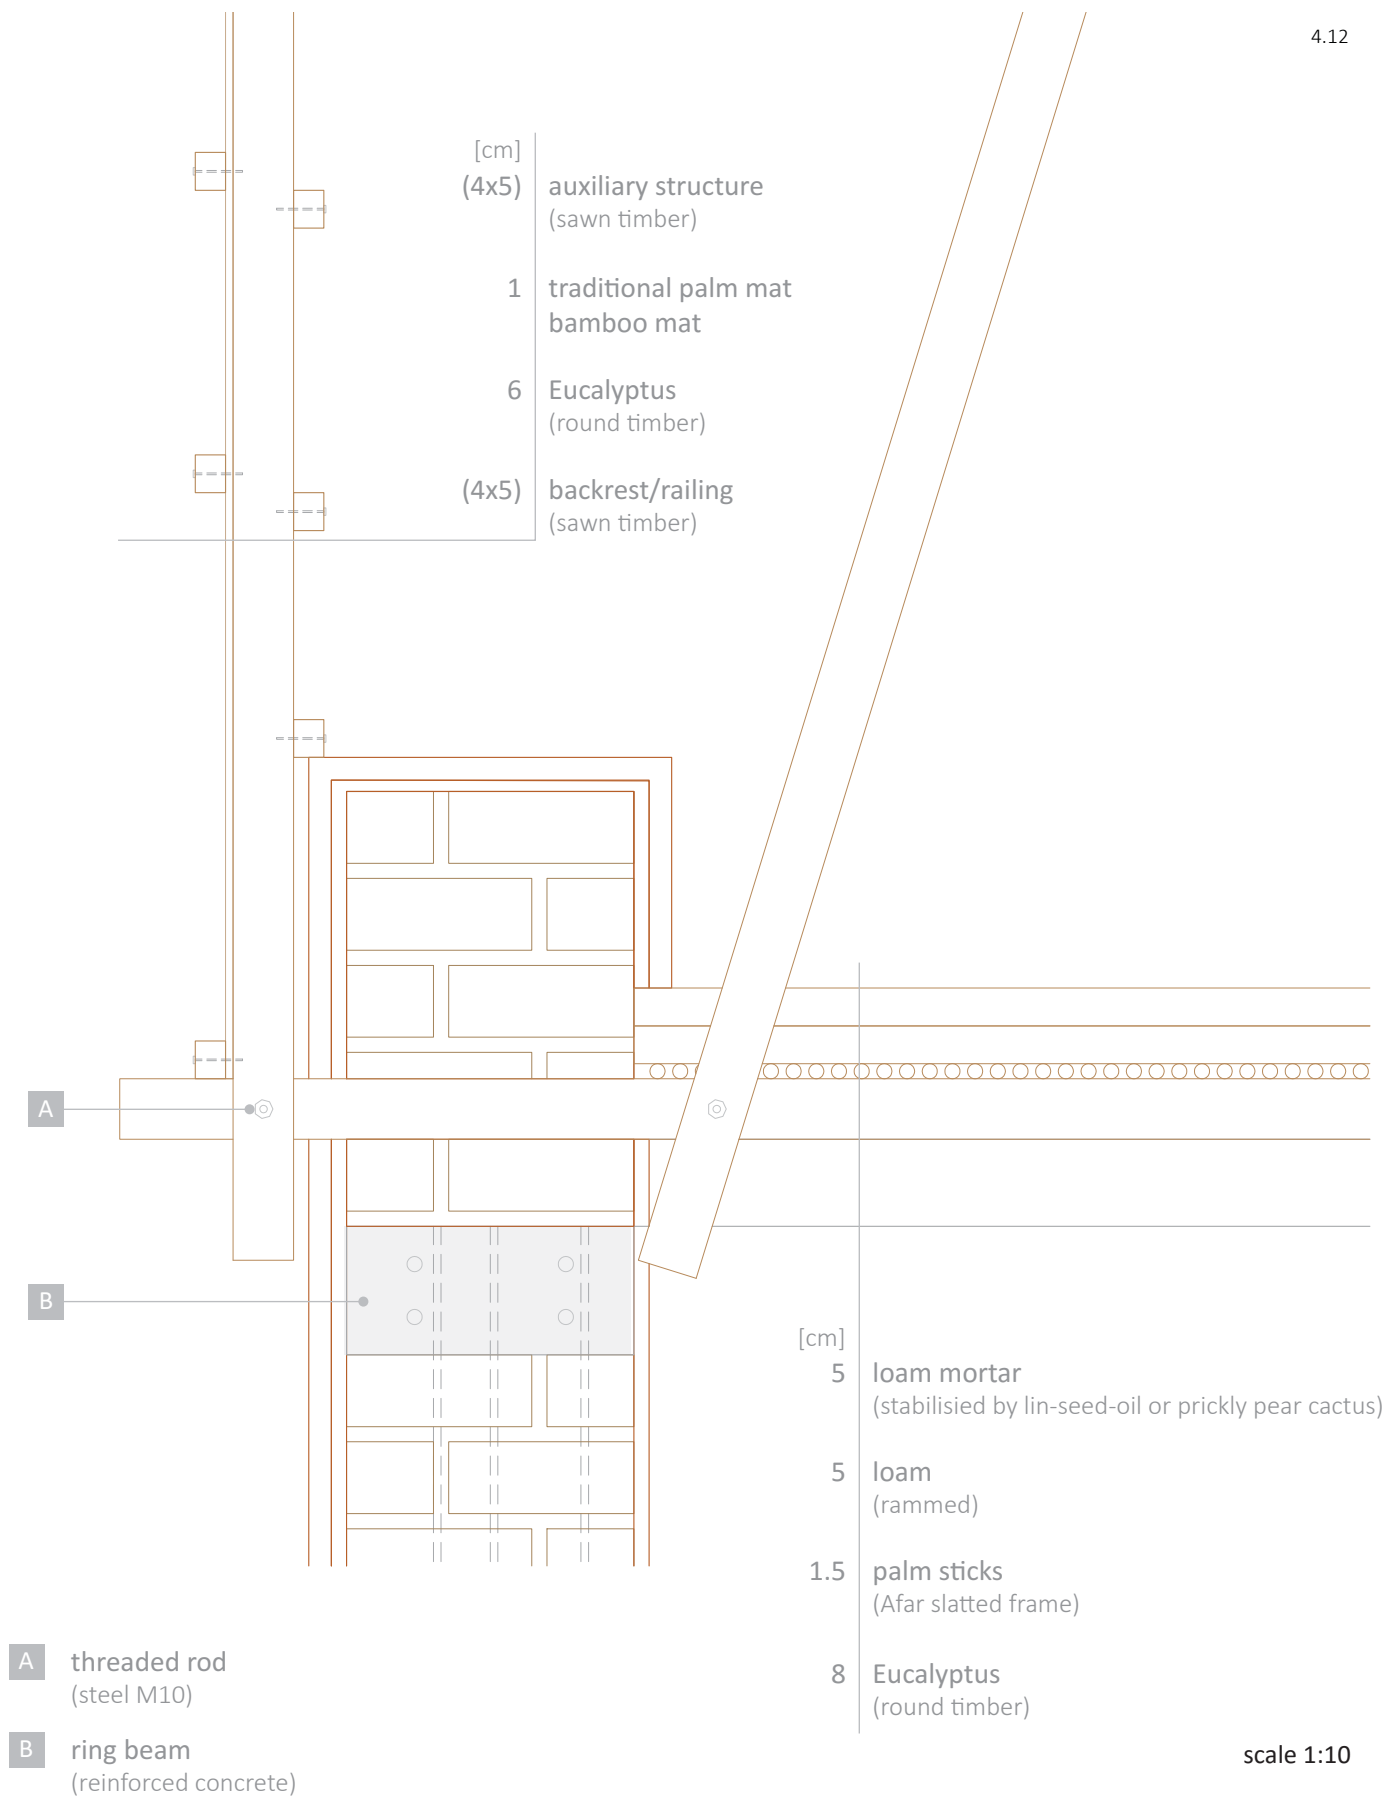 4.12
[cm]
(4x5) auxiliary structure
(sawn timber)
1 traditional palm mat
bamboo mat
6 Eucalyptus
(round timber)
(4x5) backrest/railing
(sawn timber)
A
B
[cm]
5 loam mortar
(stabilisied by lin-seed-oil or prickly pear cactus)
5 loam
(rammed)
1.5 palm sticks
(Afar slatted frame)
8 Eucalyptus
(round timber)
A threaded rod
(steel M10)
B ring beam
(reinforced concrete)
scale 1:10